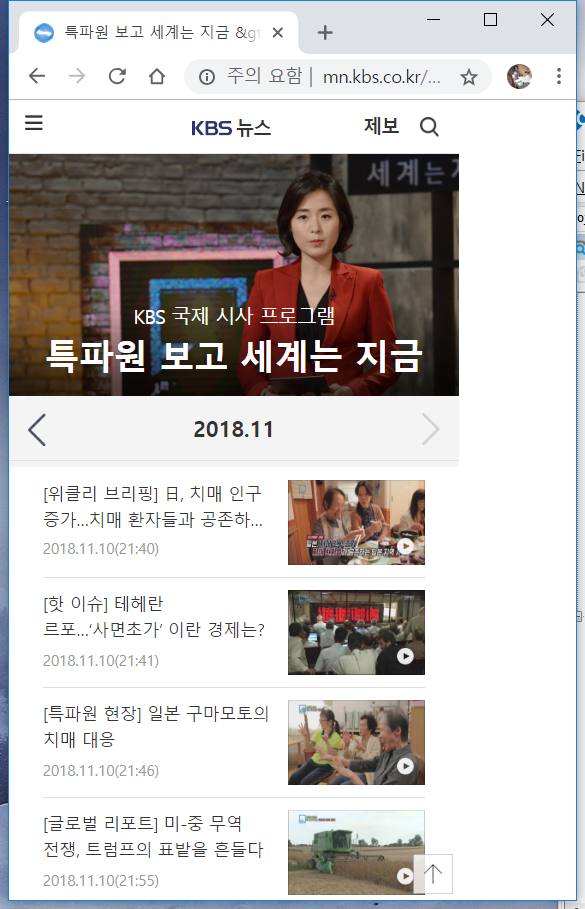 특파원 보고 세계는 지금 &gt
주의 요함 | mn.kbs.co.kr/...
KBS 뉴스
제보
세계는지
KBS 국제 시사 프로그램
특파원 보고 세계는 지금
2018.11
[위클리 브리핑] 日, 치매 인구
증가...치매 환자들과 공존하...
2018.11.10(21:40)
[핫 이슈] 테헤란
르포...‘사면초가’ 이란 경제는?
2018.11.10(21:41)
[특파원 현장] 일본 구마모토의
치매 대응
2018.11.10(21:46)
[글로벌 리포트] 미-중 무역
전쟁, 트럼프의 표밭을 흔들다
2018.11.10(21:55)